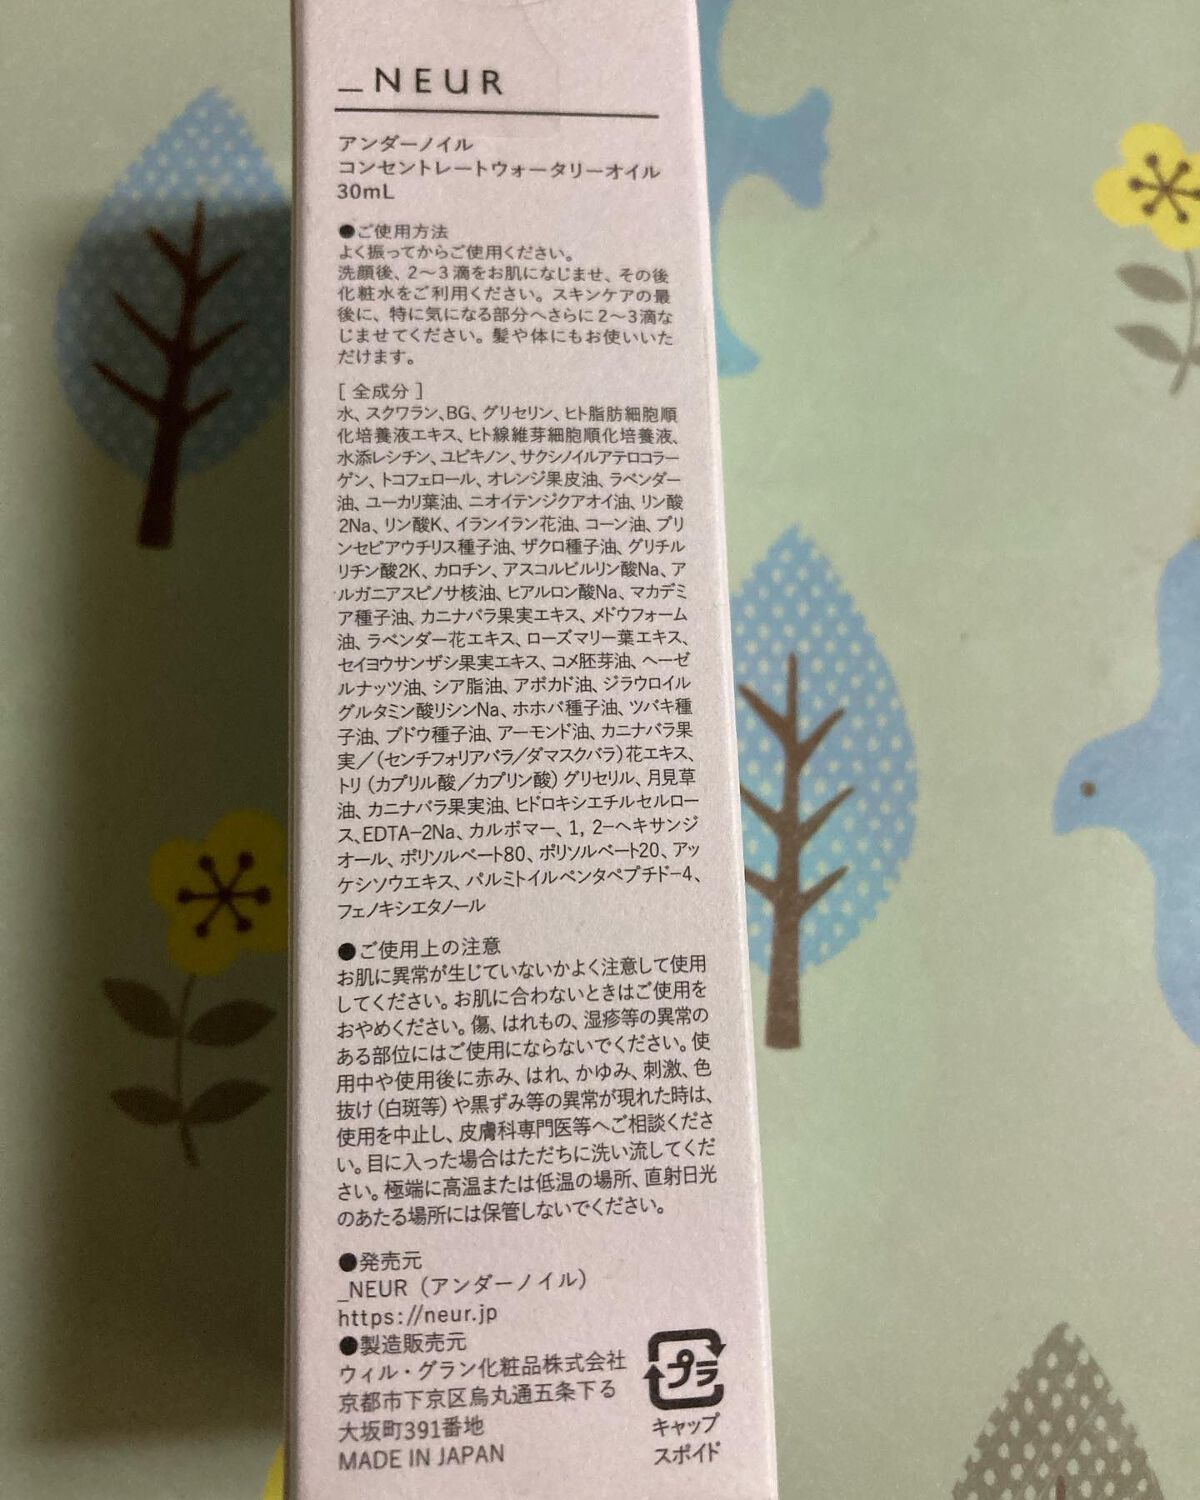 _NEUR
アンダーノイル
コンセントレートウォータリーオイル
30mL
●ご使用方法
よく振ってからご使用ください。
洗顔後、2〜3滴をお肌になじませ、その後
化粧水をご利用ください。スキンケアの最
後に、特に気になる部分へさらに2〜3滴な
じませてください。髪や体にもお使いいた
だけます。
[ 全成分 ]
水、スクワラン、BG、グリセリン、ヒト脂肪細胞順
化培養液エキス、ヒト線維芽細胞順化培養液、
水添レシチン、ユビキノン、サクシノイルアテロコラー
ゲン、トコフェロール、オレンジ果皮油、ラベンダー
油、ユーカリ葉油、ニオイテンジクアオイ油、リン酸
2Na、リン酸K、イランイラン花油、コーン油、プリ
ンセピアウチリス種子油、ザクロ種子油、グリチル
リチン酸2K、カロチン、アスコルビルリン酸Na、ア
ルガニアスピノサ核油、ヒアルロン酸Na、マカデミ
ア種子油、カニナバラ果実エキス、メドウフォーム
油、ラベンダー花エキス、ローズマリー葉エキス、
セイヨウサンザシ果実エキス、コメ胚芽油、ヘーゼ
ルナッツ油、シア脂油、アボカド油、ジラウロイル
グルタミン酸リシンNa、ホホバ種子油、ツバキ種
子油、ブドウ種子油、アーモンド油、カニナバラ果
実／(センチフォリアバラ／ダマスクバラ)花エキス、
トリ(カプリル酸／カプリン酸)グリセリル、月見草
油、カニナバラ果実油、ヒドロキシエチルセルロー
ス、EDTA−2Na、カルボマー、1, 2−ヘキサンジ
オール、ポリソルベート80、ポリソルベート20、アッ
ケシソウエキス、パルミトイルペンタペプチド−4、
フェノキシエタノール
●ご使用上の注意
お肌に異常が生じていないかよく注意して使用
してください。お肌に合わないときはご使用を
おやめください。傷、はれもの、湿疹等の異常の
ある部位にはご使用にならないでください。使
用中や使用後に赤み、はれ、かゆみ、刺激、色
抜け(白斑等)や黒ずみ等の異常が現れた時は、
使用を中止し、皮膚科専門医等へご相談くださ
い。目に入った場合はただちに洗い流してくだ
さい。極端に高温または低温の場所、直射日光
のあたる場所には保管しないでください。
●発売元
_NEUR（アンダーノイル）
https://neur.jp
●製造販売元
ウィル・グラン化粧品株式会社
京都市下京区烏丸通五条下る
大坂町391番地
MADE IN JAPAN
プラ
キャップ
スポイド